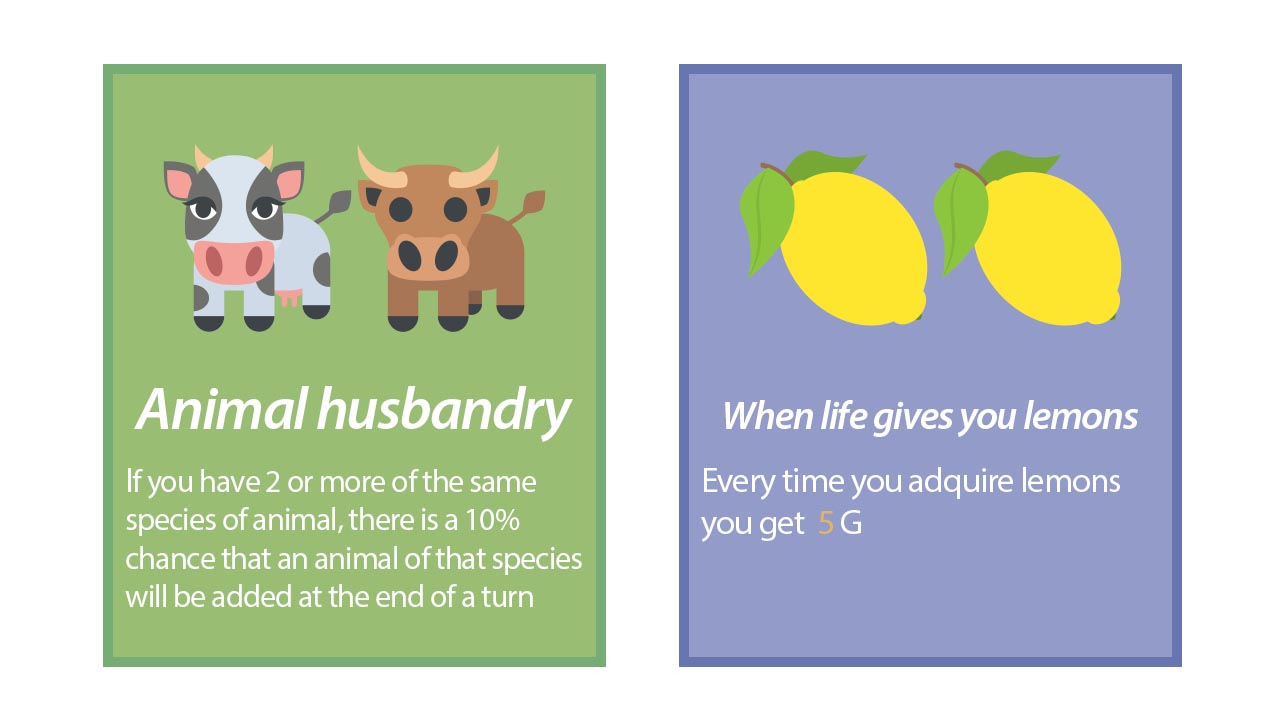 Animal husbandry
If you have 2 or more of the same
species of animal, there is a 10%
chance that an animal of that species
will be added at the end of a turn
When life gives you lemons
Every time you adquire lemons
you get 5 G